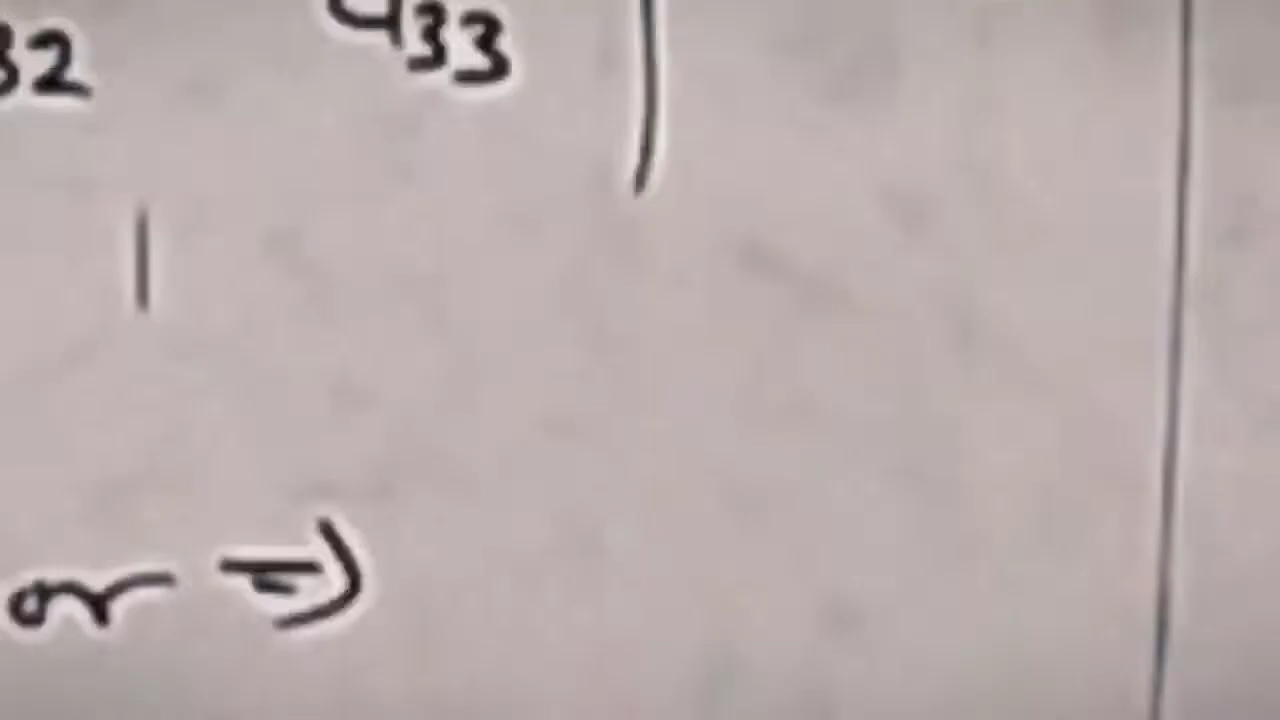 32 a33 |
|
or ⇒